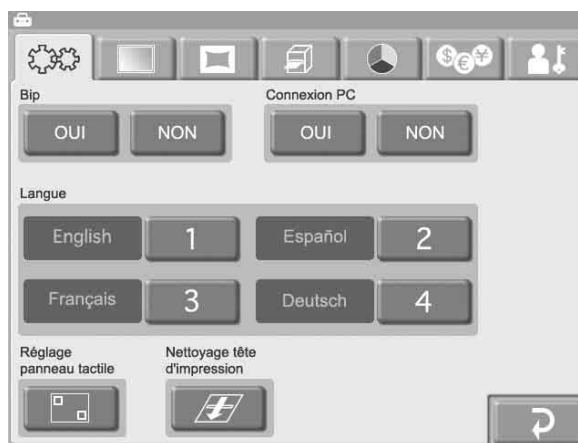 $ € ¥
Bip
Connexion PC
OUI NON OUI NON
Langue
English 1 Español 2
Français 3 Deutsch 4
Réglage
panneau tactile
Nettoyage tête
d'impression